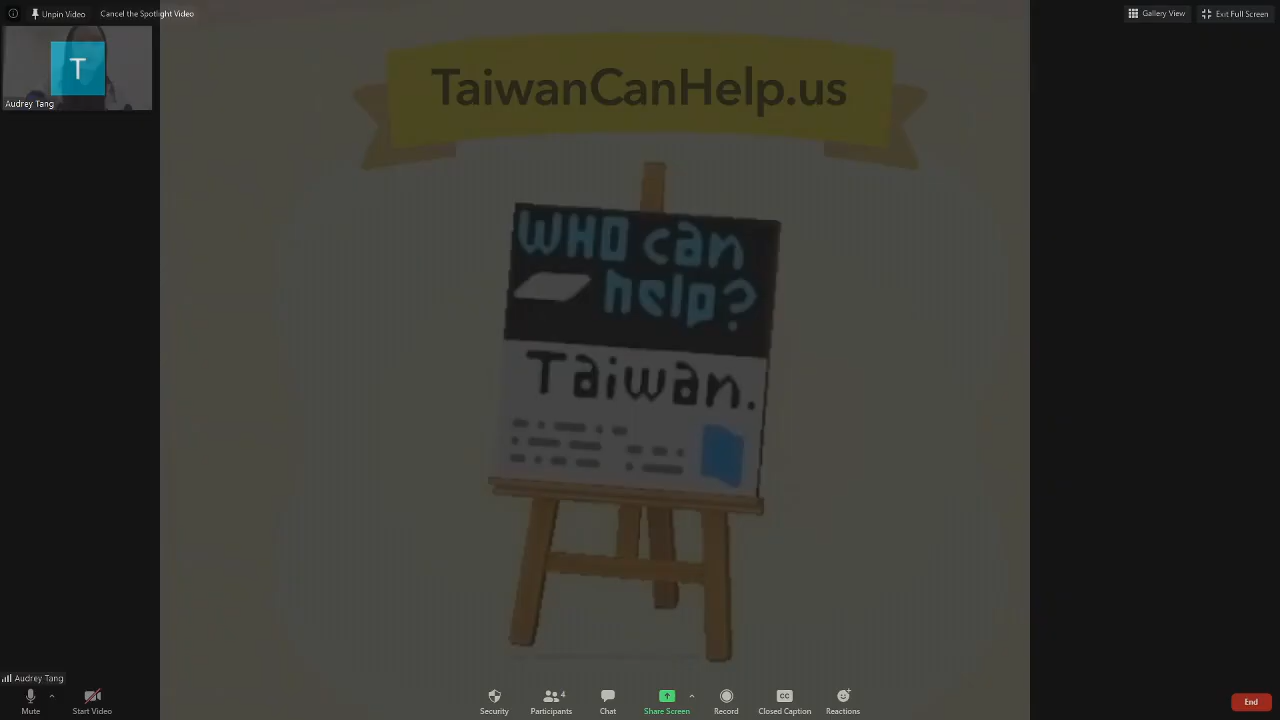 Unpin Video
Cancel the Spotlight Video
Gallery View
Exit Full Screen
T
Audrey Tang
TaiwanCanHelp.us
WHO can
help?
Taiwan.
Audrey Tang
Mute
Start Video
Security
Participants
4
Chat
Share Screen
Record
CC
Closed Caption
Reactions
End